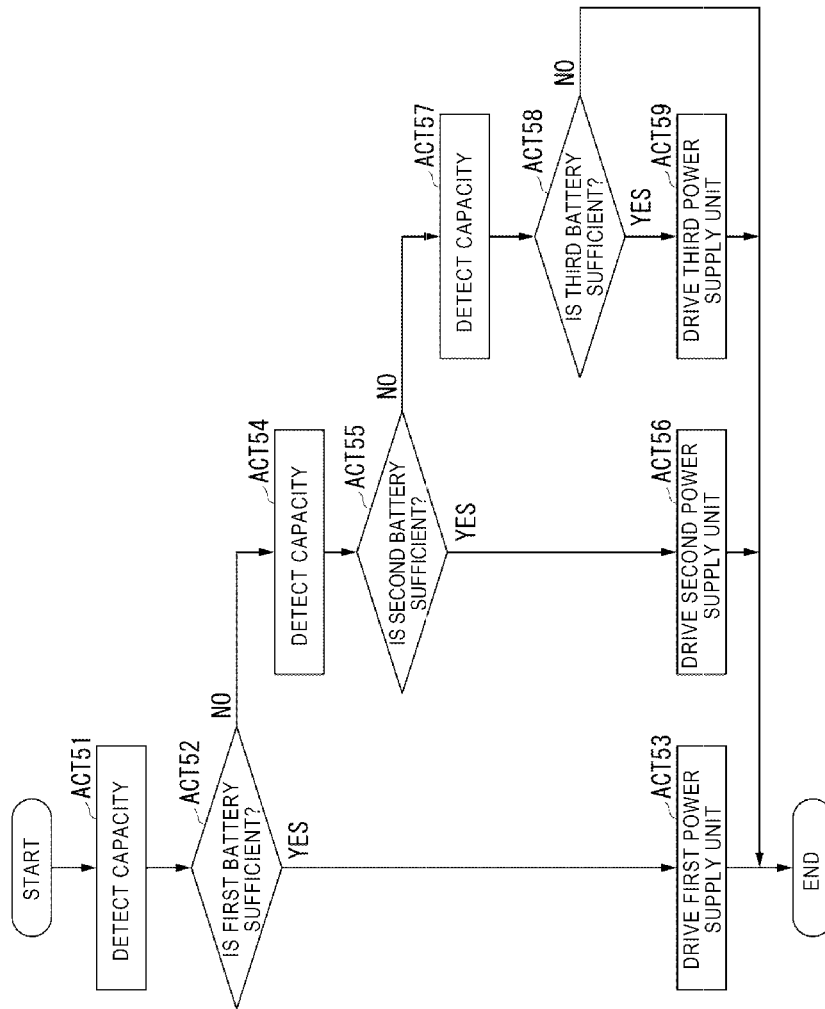 START
ACT51
DETECT CAPACITY
ACT52
IS FIRST BATTERY
SUFFICIENT?
NO
YES
ACT53
DRIVE FIRST POWER
SUPPLY UNIT
ACT54
DETECT CAPACITY
ACT55
IS SECOND BATTERY
SUFFICIENT?
NO
YES
ACT56
DRIVE SECOND POWER
SUPPLY UNIT
ACT57
DETECT CAPACITY
ACT58
IS THIRD BATTERY
SUFFICIENT?
NO
YES
ACT59
DRIVE THIRD POWER
SUPPLY UNIT
END